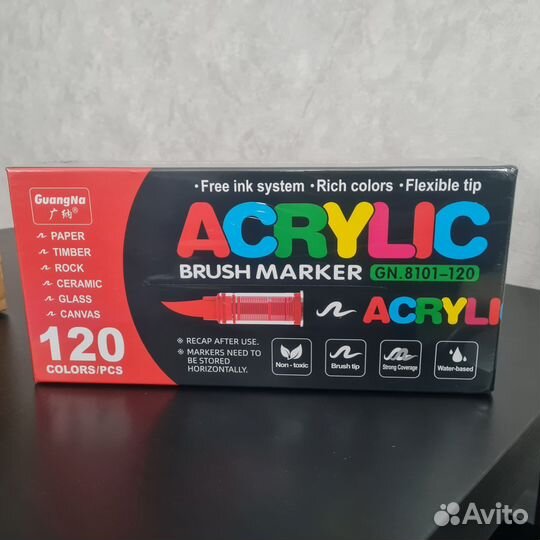 · Free ink system · Rich colors · Flexible tip
GuangNa
广纳®
ACRYLIC
BRUSH MARKER GN.8101-120
PAPER
TIMBER
ROCK
CERAMIC
GLASS
CANVAS
120
COLORS/PCS
ACRYLI
※ RECAP AFTER USE.
※ MARKERS NEED TO
BE STORED
HORIZONTALLY.
Non-toxic
Brush tip
Strong Coverage
Water-based
Avito